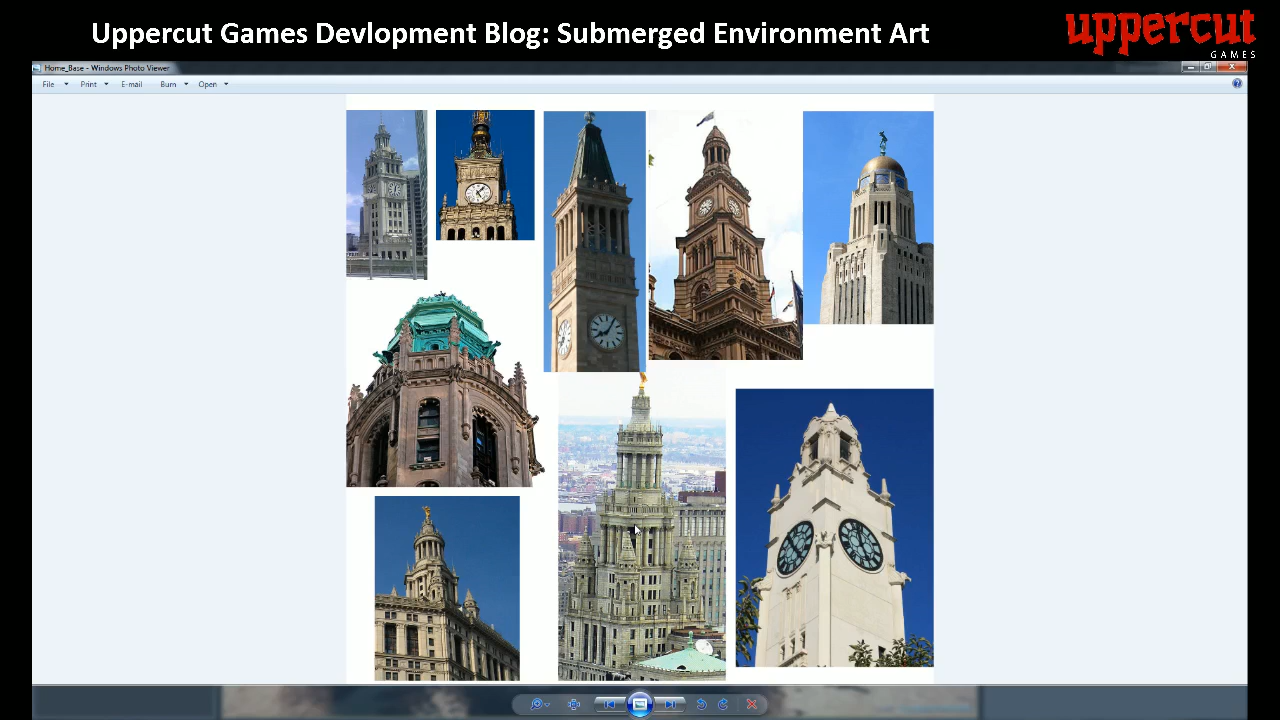 Uppercut Games Devlopment Blog: Submerged Environment Art
uppercut
GAMES
Home_Base - Windows Photo Viewer
File Print E-mail Burn Open